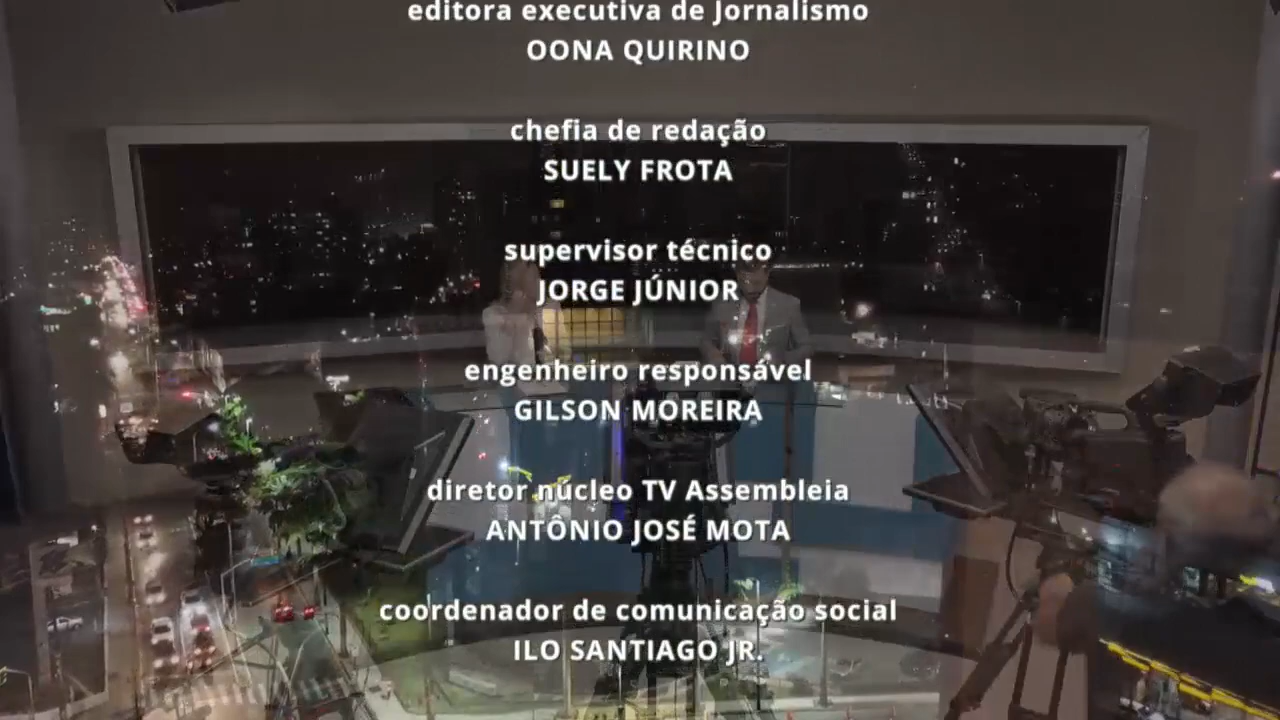 editora executiva de Jornalismo
OONA QUIRINO
chefia de redação
SUELY FROTA
supervisor técnico
JORGE JÚNIOR
engenheiro responsável
GILSON MOREIRA
diretor núcleo TV Assembleia
ANTÔNIO JOSÉ MOTA
coordenador de comunicação social
ILO SANTIAGO JR.